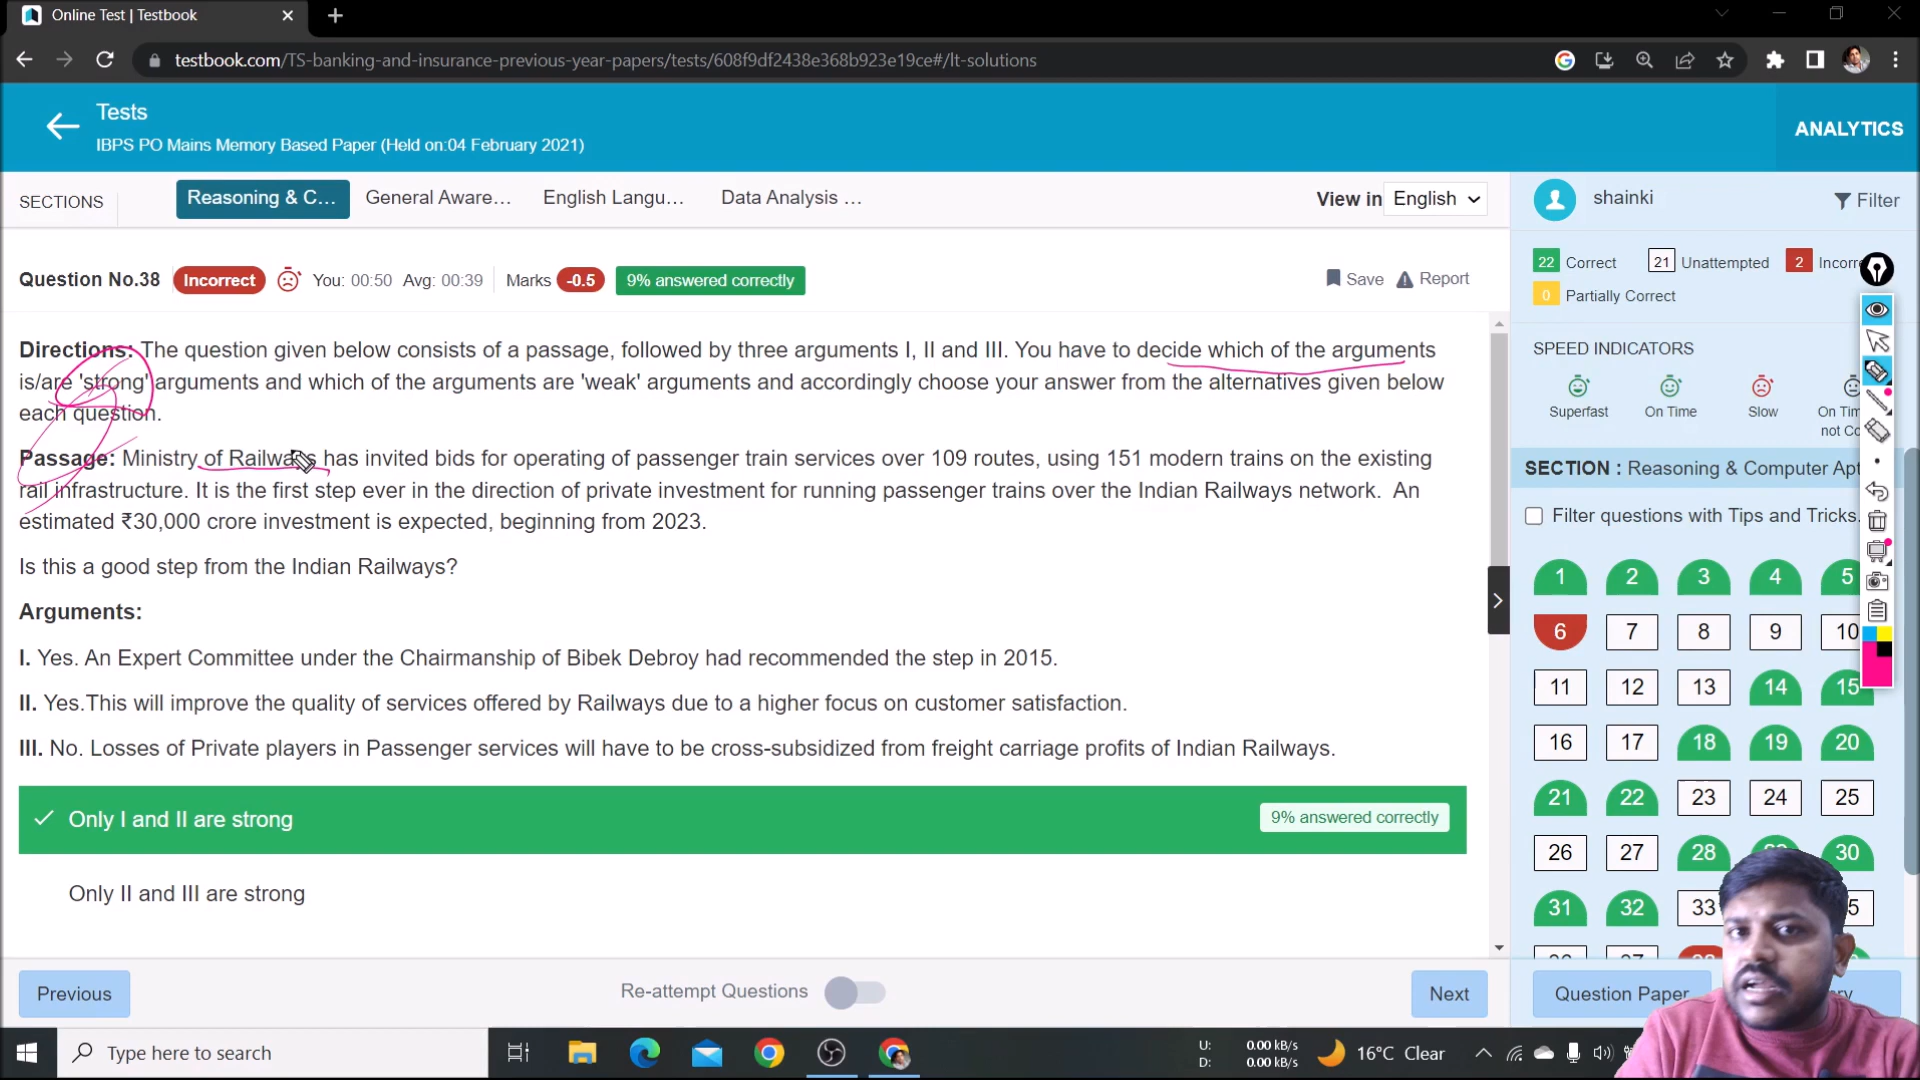 Online Test | Testbook
testbook.com/TS-banking-and-insurance-previous-year-papers/tests/608f9df2438e368b923e19ce#/lt-solutions
Tests
IBPS PO Mains Memory Based Paper (Held on:04 February 2021)
ANALYTICS
SECTIONS
Reasoning & C...
General Aware...
English Langu...
Data Analysis ...
View in
English
shainki
Filter
Question No.38
Incorrect
You: 00:50 Avg: 00:39
Marks
-0.5
9% answered correctly
Save
Report
22 Correct
21 Unattempted
2 Incorre
0 Partially Correct
Directions: The question given below consists of a passage, followed by three arguments I, II and III. You have to decide which of the arguments
is/are 'strong' arguments and which of the arguments are 'weak' arguments and accordingly choose your answer from the alternatives given below
each question.
Passage: Ministry of Railways has invited bids for operating of passenger train services over 109 routes, using 151 modern trains on the existing
rail infrastructure. It is the first step ever in the direction of private investment for running passenger trains over the Indian Railways network. An
estimated ₹30,000 crore investment is expected, beginning from 2023.
Is this a good step from the Indian Railways?
Arguments:
I. Yes. An Expert Committee under the Chairmanship of Bibek Debroy had recommended the step in 2015.
II. Yes.This will improve the quality of services offered by Railways due to a higher focus on customer satisfaction.
III. No. Losses of Private players in Passenger services will have to be cross-subsidized from freight carriage profits of Indian Railways.
Only I and II are strong
9% answered correctly
Only II and III are strong
SPEED INDICATORS
Superfast
On Time
Slow
On Tim
not Co
SECTION : Reasoning & Computer Apt
Filter questions with Tips and Tricks.
1 2 3 4 5
6 7 8 9 10
11 12 13 14 15
16 17 18 19 20
21 22 23 24 25
26 27 28 30
31 32 33 5
Previous
Re-attempt Questions
Next
Question Paper
Type here to search
U: 0.00 kB/s
D: 0.00 kB/s
16°C Clear